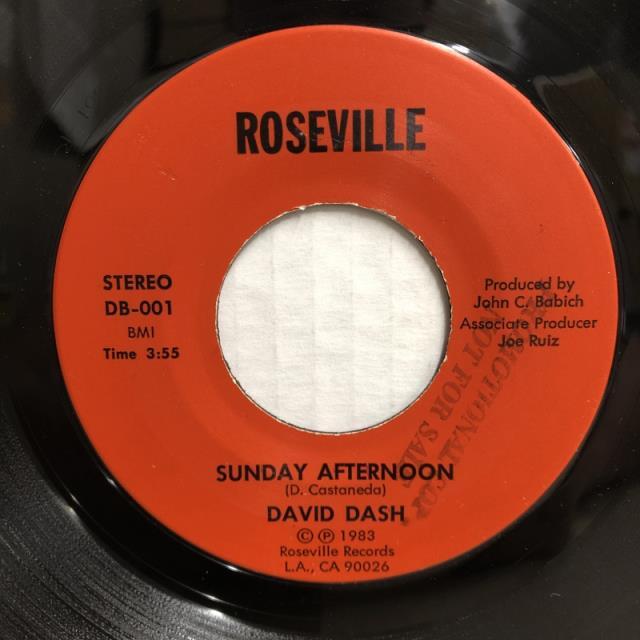 ROSEVILLE
STEREO
DB-001
BMI
Time 3:55
Produced by
John C. Babich
Associate Producer
Joe Ruiz
PROMOTIONAL COPY
NOT FOR SALE
SUNDAY AFTERNOON
(D. Castaneda)
DAVID DASH
© ℗ 1983
Roseville Records
L.A., CA 90026